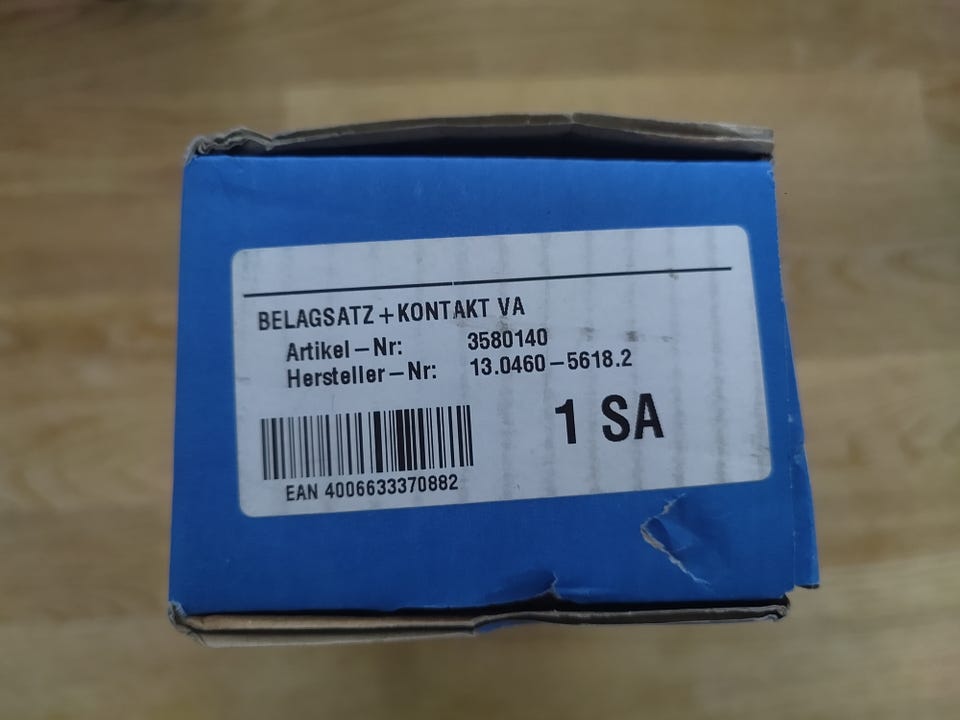 BELAGSATZ+KONTAKT VA
Artikel-Nr: 3580140
Hersteller-Nr: 13.0460-5618.2
1 SA
EAN 4006633370882